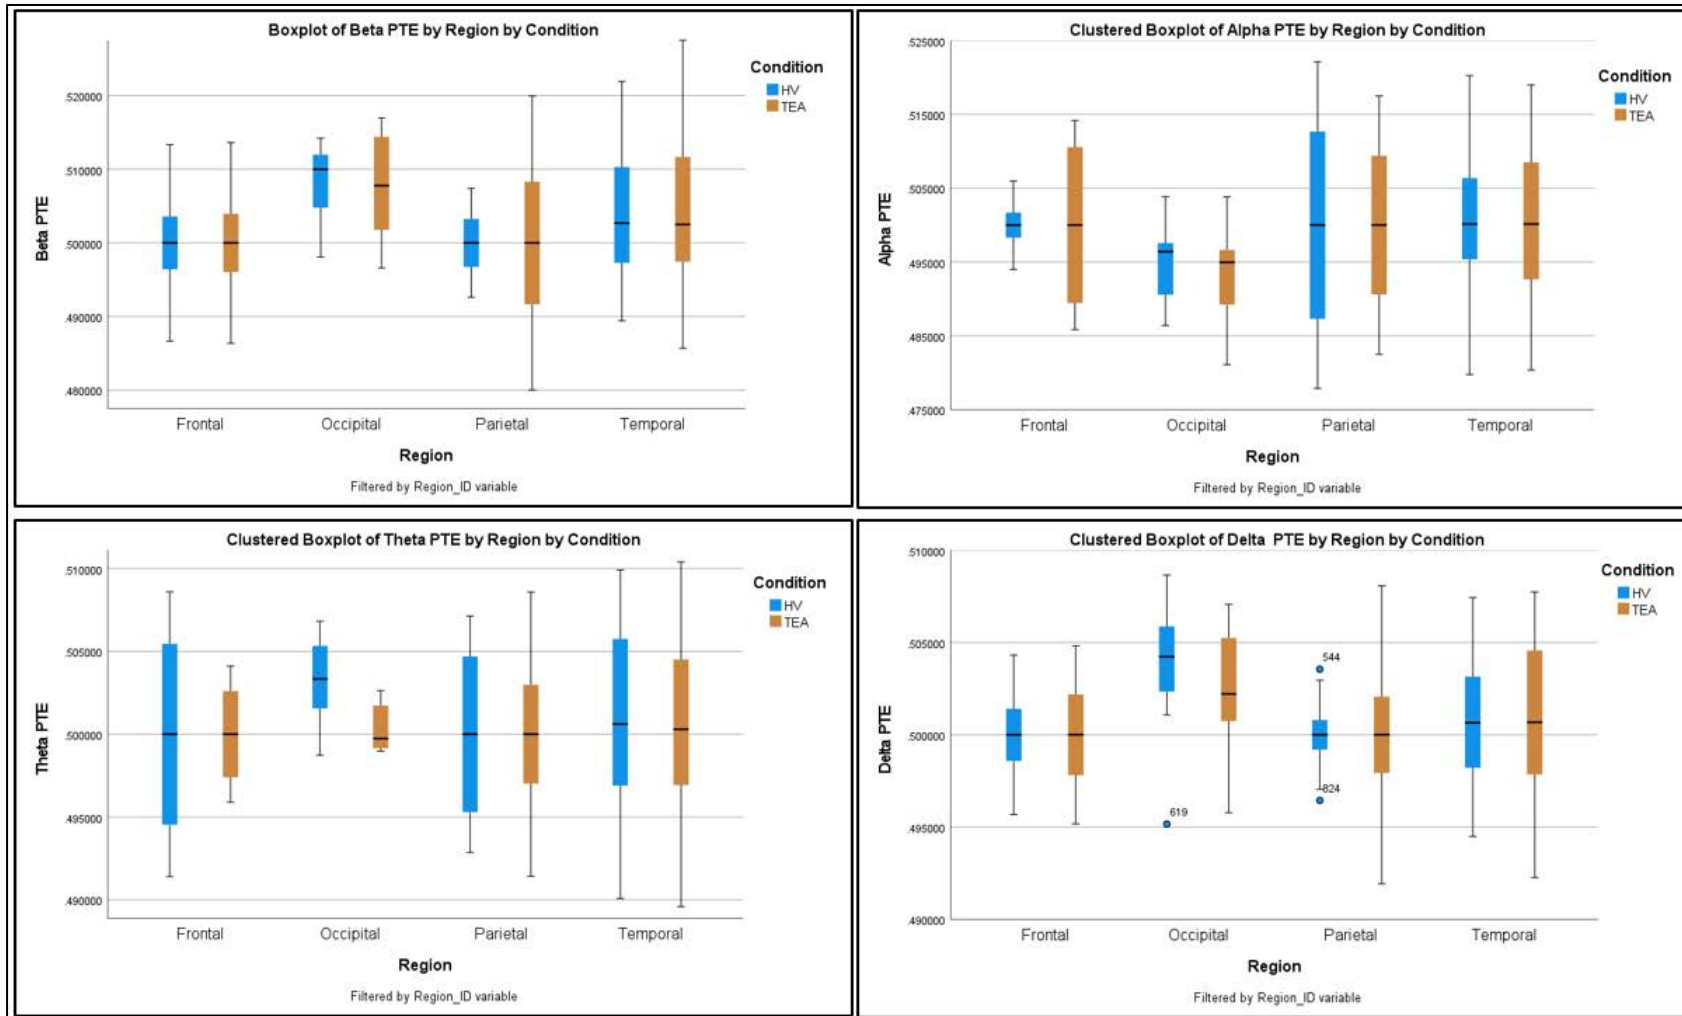 Boxplot of Beta PTE by Region by Condition
Condition
HV
TEA
Beta PTE
.520000
.510000
.500000
.490000
.480000
Frontal
Occipital
Parietal
Temporal
Region
Filtered by Region_ID variable
Clustered Boxplot of Alpha PTE by Region by Condition
Condition
HV
TEA
Alpha PTE
.525000
.515000
.505000
.495000
.485000
.475000
Frontal
Occipital
Parietal
Temporal
Region
Filtered by Region_ID variable
Clustered Boxplot of Theta PTE by Region by Condition
Condition
HV
TEA
Theta PTE
.510000
.505000
.500000
.495000
.490000
Frontal
Occipital
Parietal
Temporal
Region
Filtered by Region_ID variable
Clustered Boxplot of Delta PTE by Region by Condition
Condition
HV
TEA
Delta PTE
.510000
.505000
.500000
.495000
.490000
544
824
619
Frontal
Occipital
Parietal
Temporal
Region
Filtered by Region_ID variable